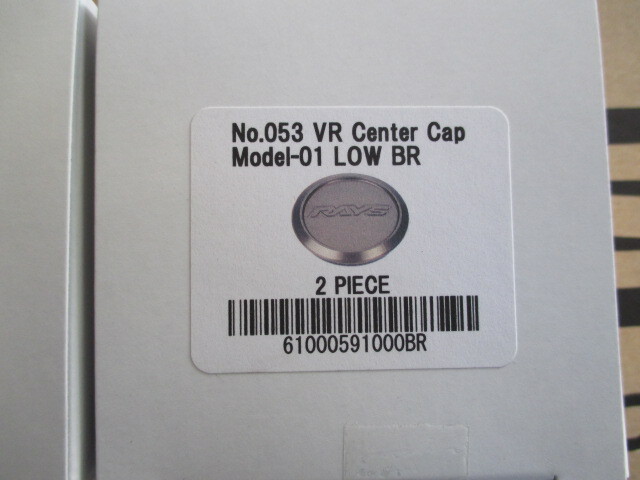 No.053 VR Center Cap
Model-01 LOW BR
RAYS
2 PIECE
61000591000BR